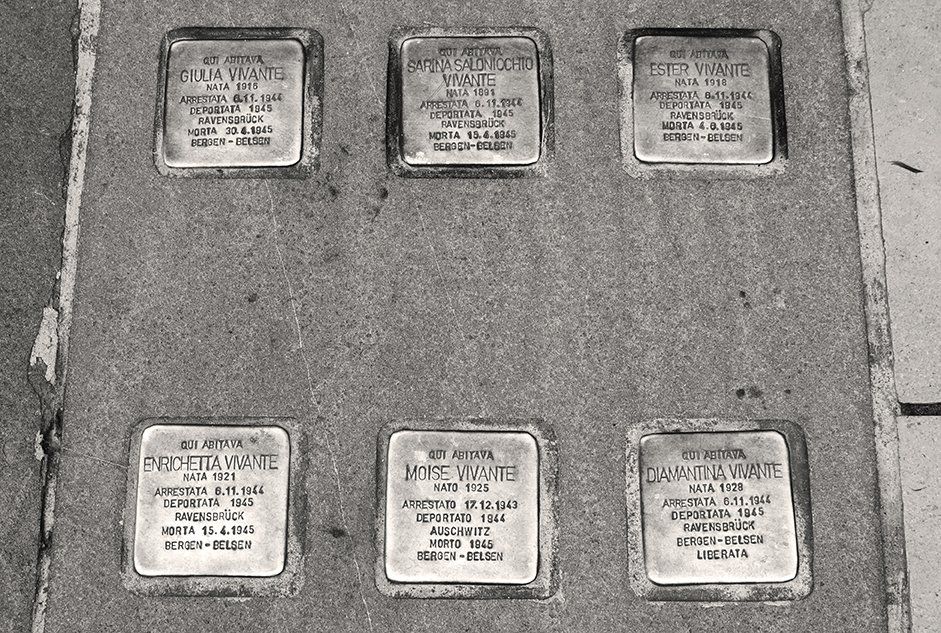 QUI ABITAVA
GIULIA VIVANTE
NATA 1916
ARRESTATA 6.11.1944
DEPORTATA 1945
RAVENSBRÜCK
MORTA 30.4.1945
BERGEN-BELSEN
QUI ABITAVA
SARINA SALONICCHIO
VIVANTE
NATA 1891
ARRESTATA 6.11.1944
DEPORTATA 1945
RAVENSBRÜCK
MORTA 15.4.1945
BERGEN-BELSEN
QUI ABITAVA
ESTER VIVANTE
NATA 1918
ARRESTATA 6.11.1944
DEPORTATA 1945
RAVENSBRÜCK
MORTA 4.6.1945
BERGEN-BELSEN
QUI ABITAVA
ENRICHETTA VIVANTE
NATA 1921
ARRESTATA 6.11.1944
DEPORTATA 1945
RAVENSBRÜCK
MORTA 15.4.1945
BERGEN-BELSEN
QUI ABITAVA
MOISE VIVANTE
NATO 1925
ARRESTATO 17.12.1943
DEPORTATO 1944
AUSCHWITZ
MORTO 1945
BERGEN-BELSEN
QUI ABITAVA
DIAMANTINA VIVANTE
NATA 1928
ARRESTATA 6.11.1944
DEPORTATA 1945
RAVENSBRÜCK
BERGEN-BELSEN
LIBERATA